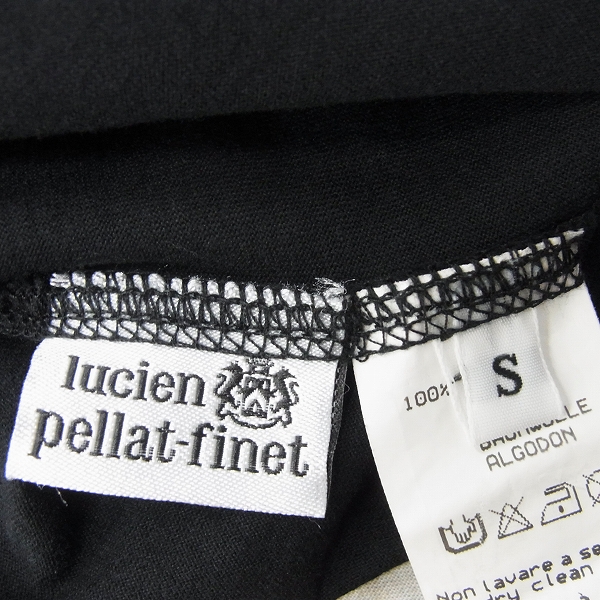 lucien
pellat-finet
S
100%
BAUMWOLLE
ALGODON
Non lavare a se
dry clean